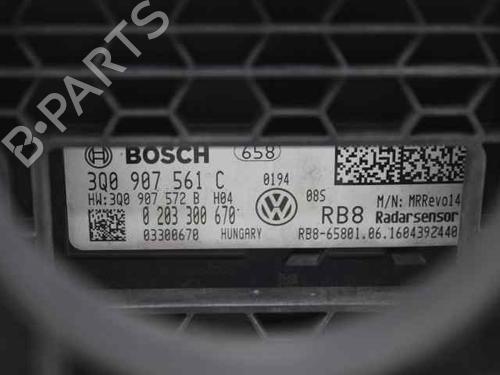 B-PARTS
BOSCH 658
3Q0 907 561 C 0194
HW:3Q0 907 572 B H04 08S M/N: MRRevo14
0 203 300 670 RB8 Radarsensor
03300670 HUNGARY RB8-65801.06.1604392440